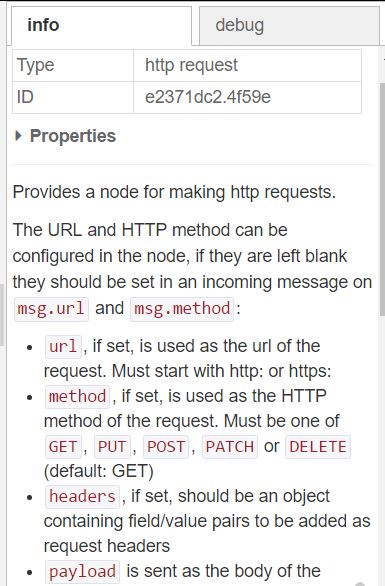 info debug
Type http request
ID e2371dc2.4f59e
Properties
Provides a node for making http requests.
The URL and HTTP method can be
configured in the node, if they are left blank
they should be set in an incoming message on
msg.url and msg.method :
url , if set, is used as the url of the
request. Must start with http: or https:
method , if set, is used as the HTTP
method of the request. Must be one of
GET , PUT , POST , PATCH or DELETE
(default: GET)
headers , if set, should be an object
containing field/value pairs to be added as
request headers
payload is sent as the body of the